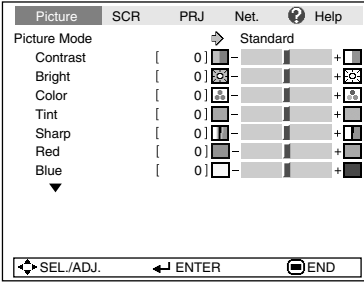 Picture SCR PRJ Net. ? Help
Picture Mode Standard
Contrast [ 0 ] - +
Bright [ 0 ] - +
Color [ 0 ] - +
Tint [ 0 ] - +
Sharp [ 0 ] - +
Red [ 0 ] - +
Blue [ 0 ] - +
SEL./ADJ. ENTER END